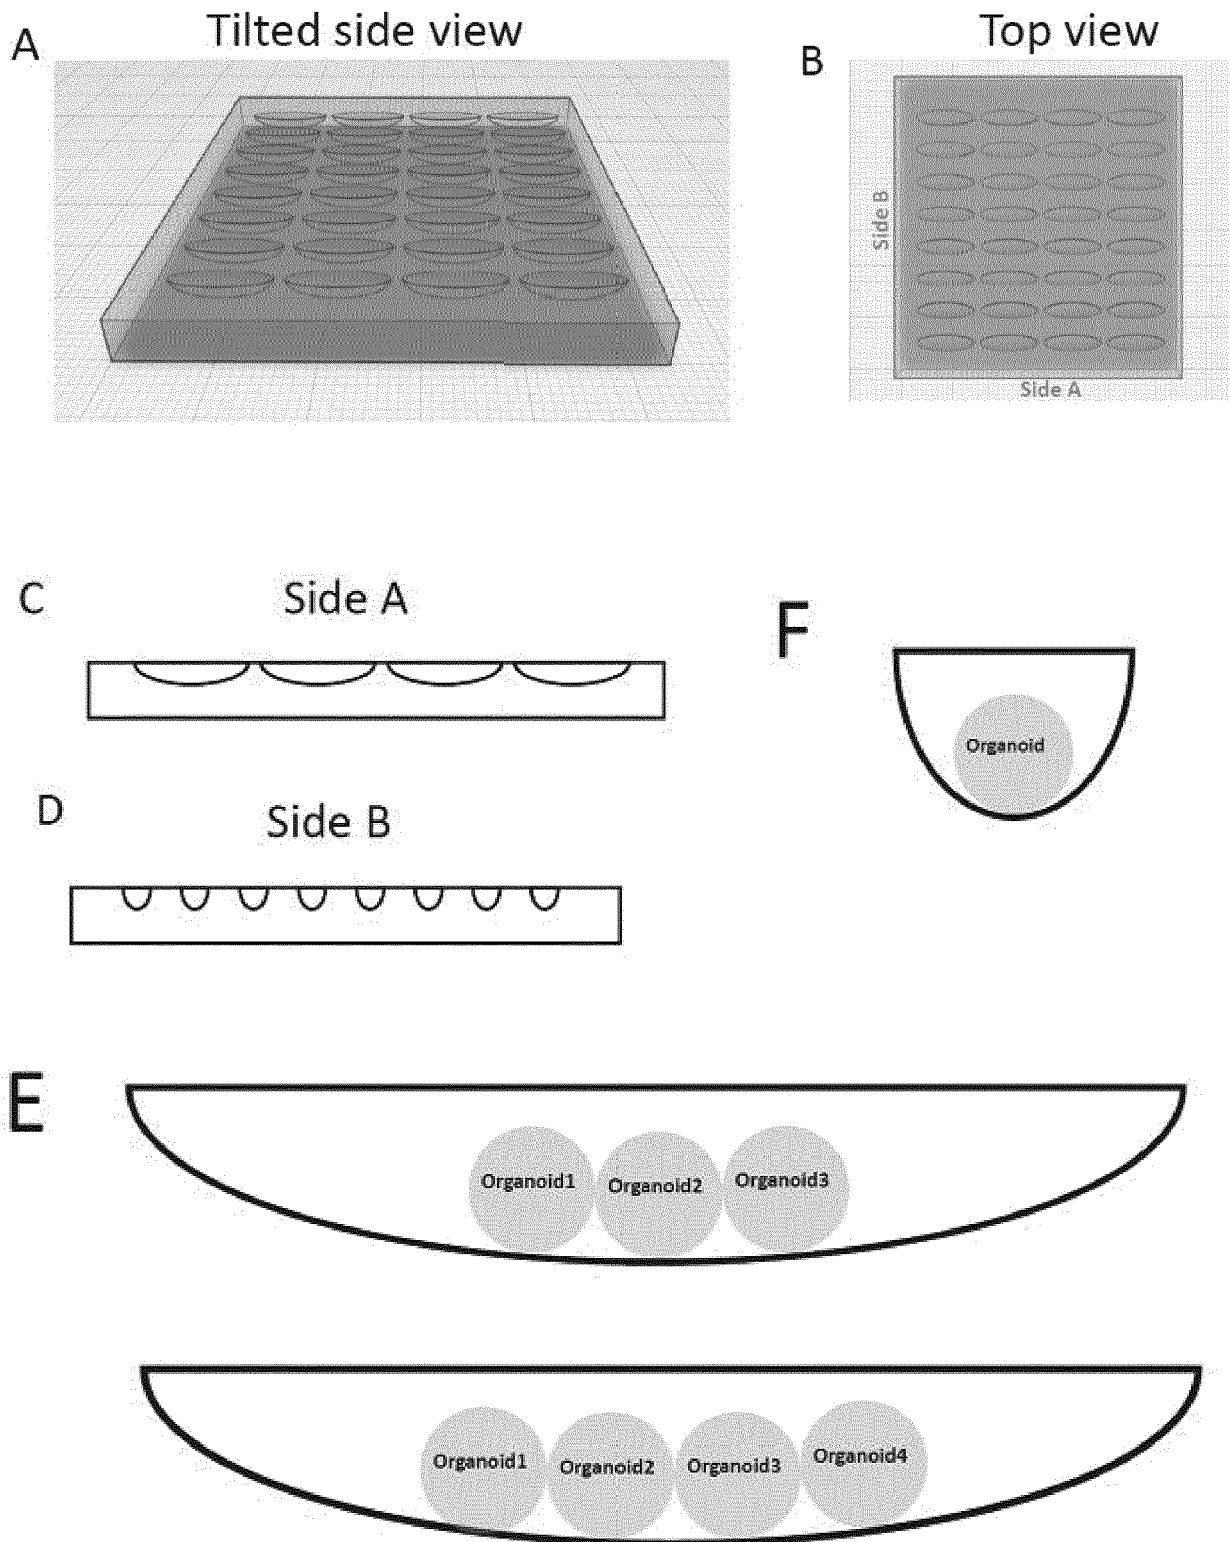 A
Tilted side view
B
Top view
Side B
Side A
C
Side A
F
Organoid
D
Side B
E
Organoid1
Organoid2
Organoid3
Organoid1
Organoid2
Organoid3
Organoid4